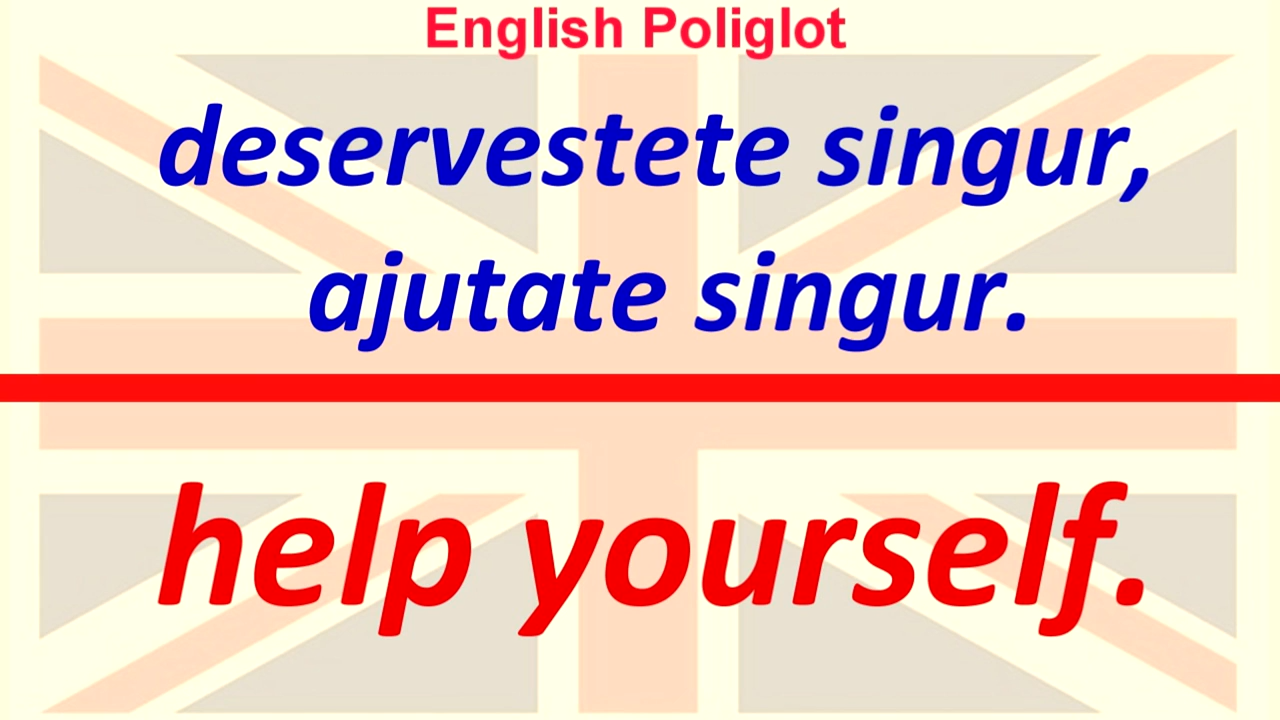 English Poliglot
deservestete singur,
ajutate singur.
help yourself.